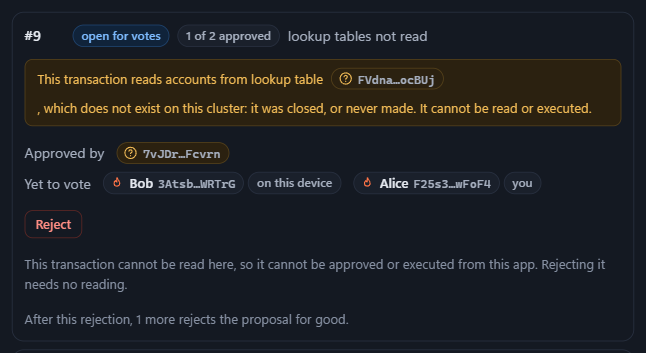 #9 open for votes 1 of 2 approved lookup tables not read
This transaction reads accounts from lookup table FVdna…ocBUj
, which does not exist on this cluster: it was closed, or never made. It cannot be read or executed.
Approved by 7vJDr…Fcvrn
Yet to vote Bob 3Atsb…WRTrG on this device Alice F25s3…wFoF4 you
Reject
This transaction cannot be read here, so it cannot be approved or executed from this app. Rejecting it
needs no reading.
After this rejection, 1 more rejects the proposal for good.